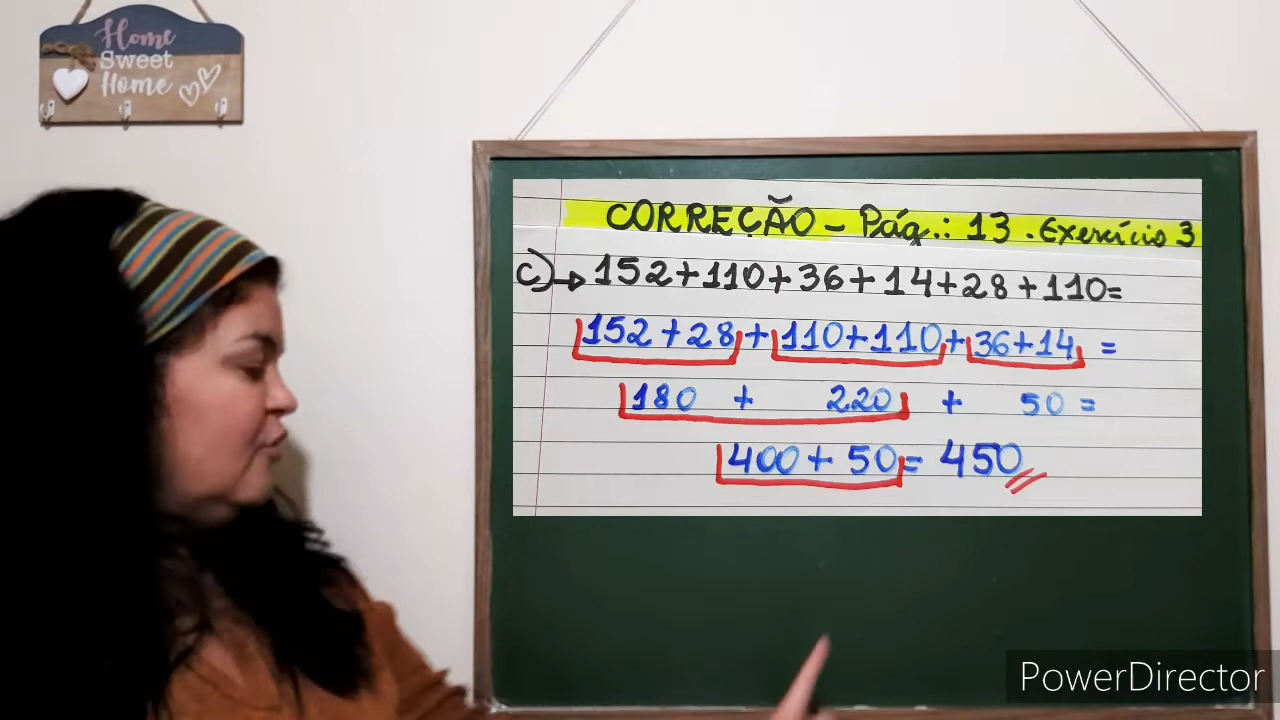 Home
Sweet
Home
CORREÇÃO - Pág.: 13. Exercício 3
c)→ 152+110+36+14+28+110=
152+28+110+110+36+14 =
180 + 220 + 50 =
400+50= 450
PowerDirector